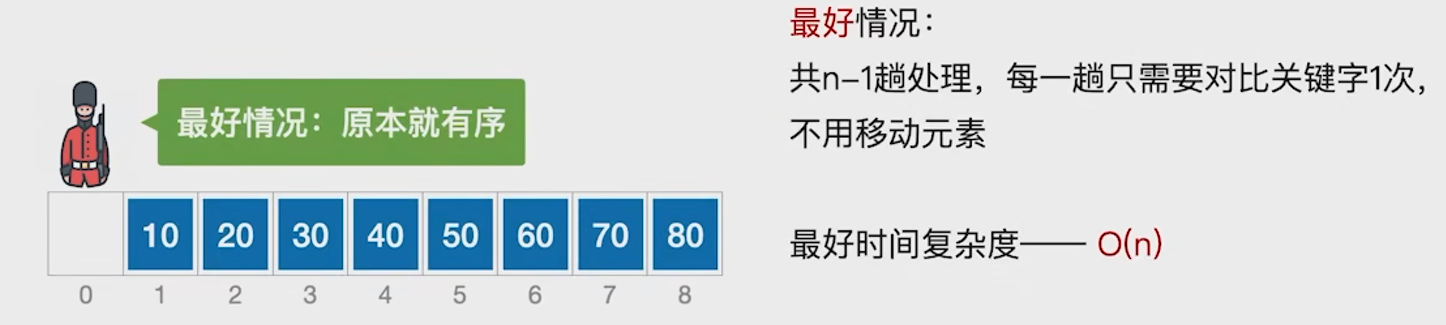 最好情况：
共n-1趟处理，每一趟只需要对比关键字1次，
不用移动元素
最好情况：原本就有序
10 20 30 40 50 60 70 80
0 1 2 3 4 5 6 7 8
最好时间复杂度—— O(n)